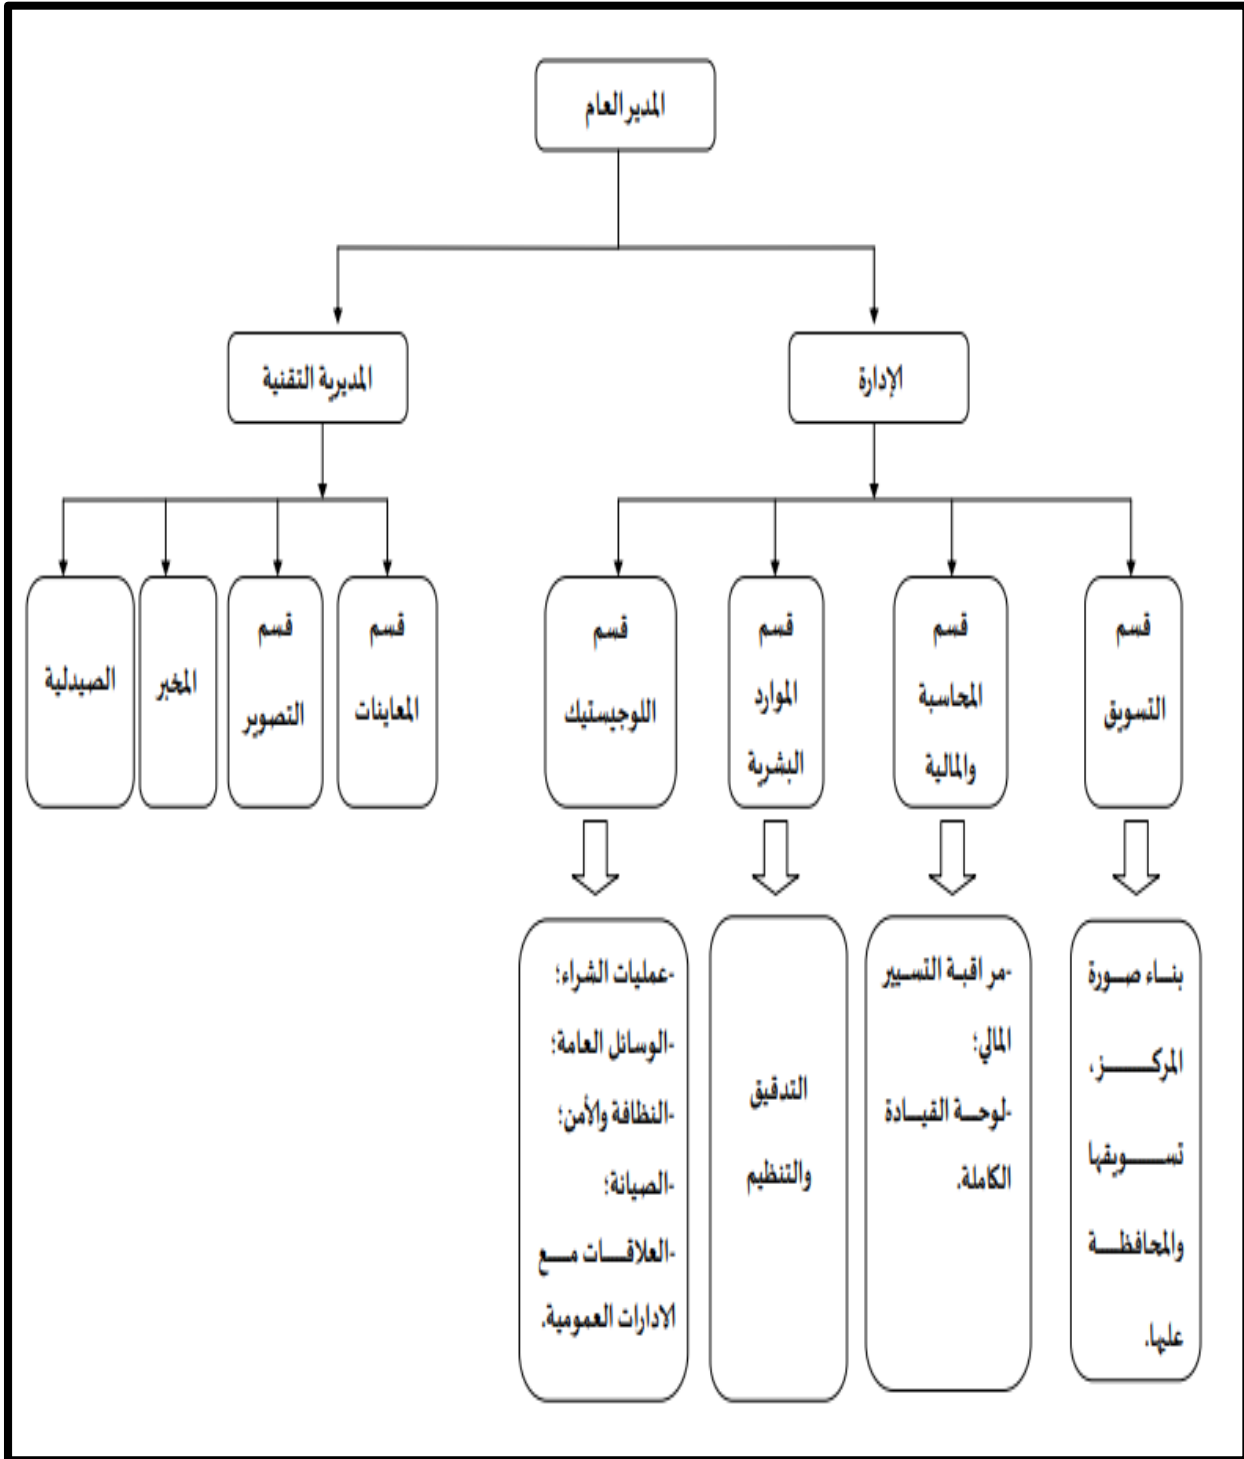 المدير العام
الإدارة
المديرية التقنية
قسم
التسويق
قسم
المحاسبة
والمالية
قسم
الموارد
البشرية
قسم
اللوجيستيك
قسم
المعاينات
قسم
التصوير
المخبر
الصيدلية
بناء صورة
المركز،
تسويقها
والمحافظة
عليها.
-مراقبة التسيير
المالي؛
-لوحة القيادة
الكاملة.
التدقيق
والتنظيم
-عمليات الشراء؛
-الوسائل العامة؛
-النظافة والأمن؛
-الصيانة؛
-العلاقات مع
الادارات العمومية.